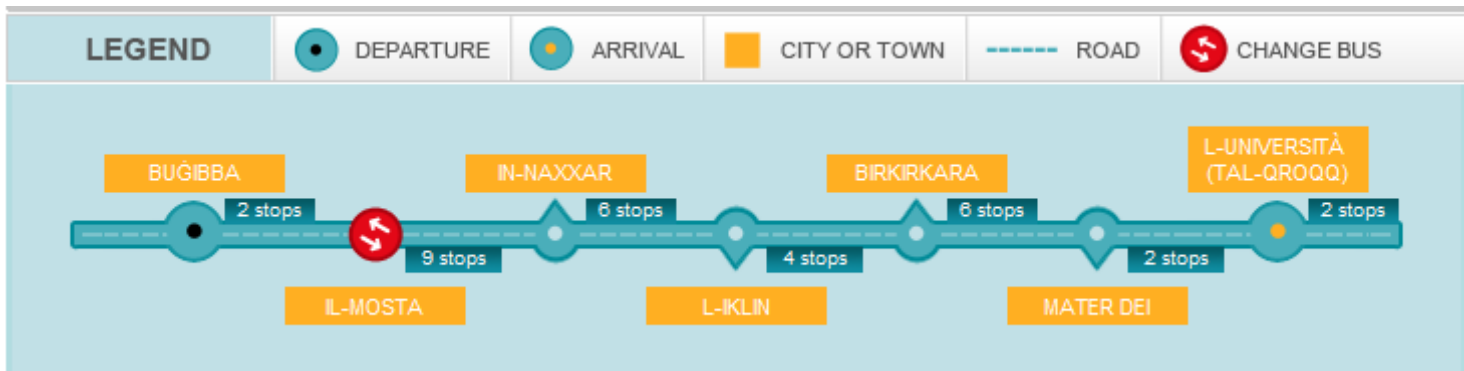 LEGEND
DEPARTURE
ARRIVAL
CITY OR TOWN
ROAD
CHANGE BUS
BUĠIBBA
2 stops
IL-MOSTA
9 stops
IN-NAXXAR
6 stops
L-IKLIN
4 stops
BIRKIRKARA
6 stops
MATER DEI
2 stops
L-UNIVERSITÀ
(TAL-QROQQ)
2 stops